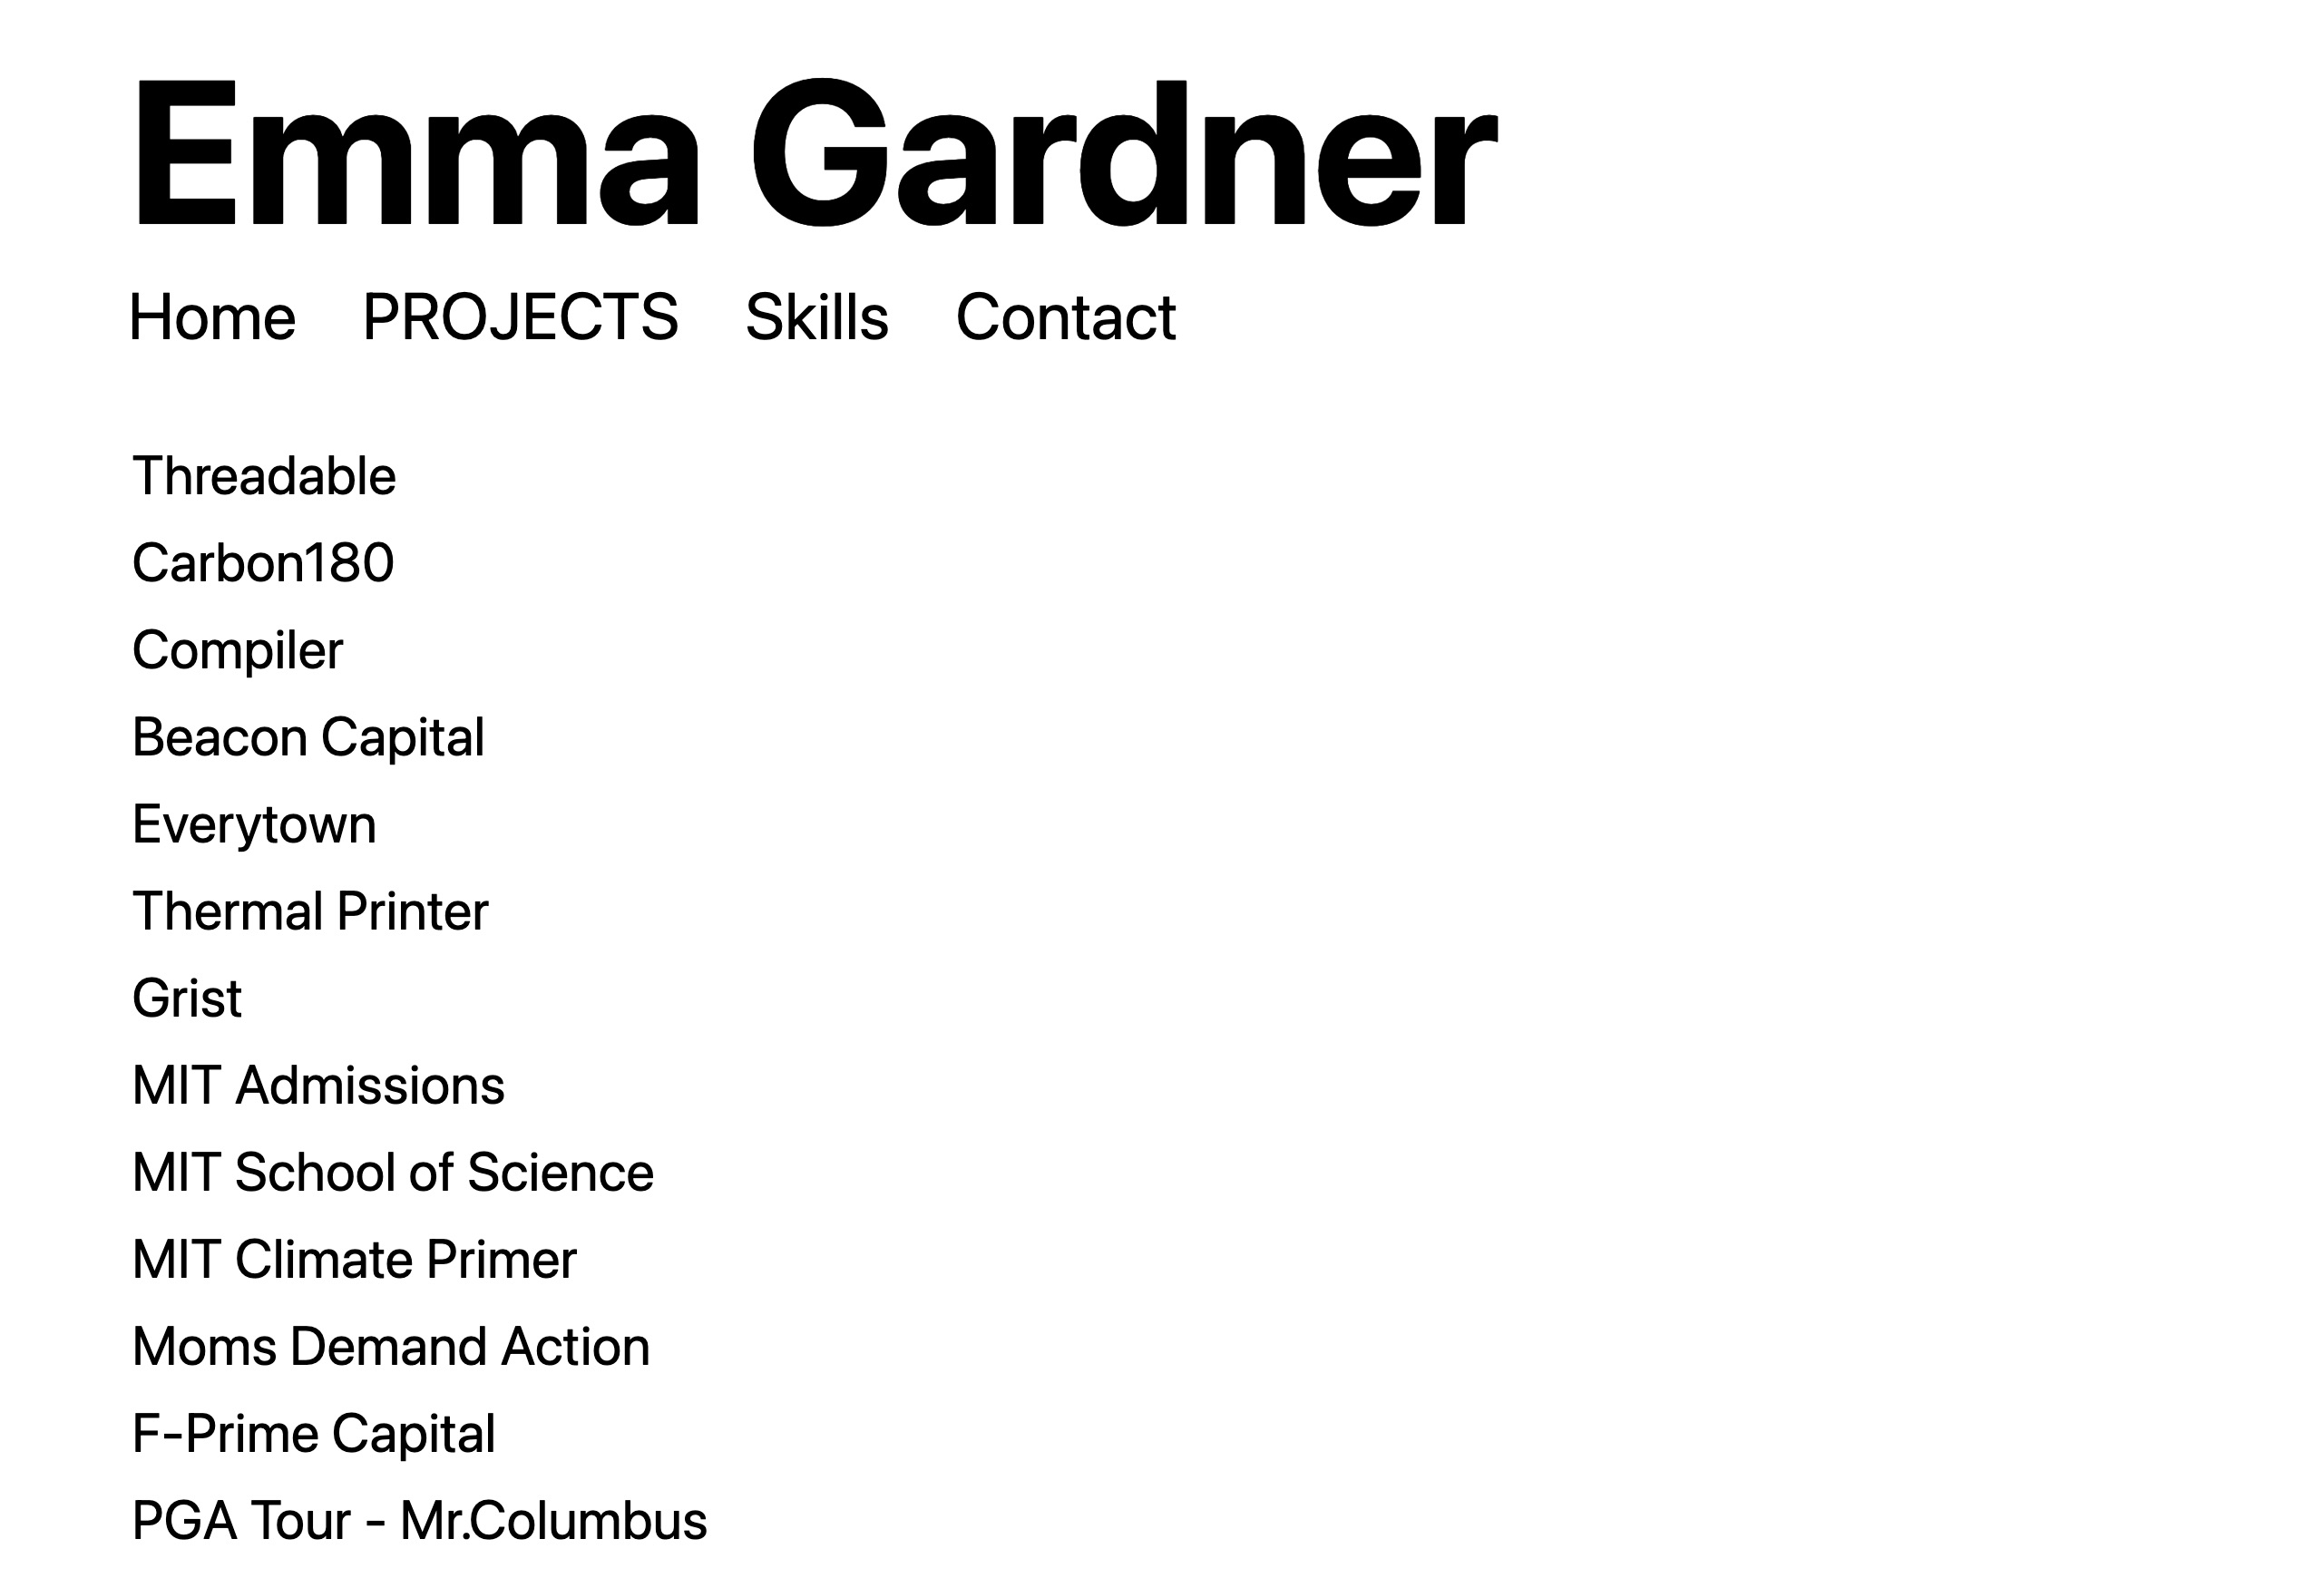 Emma Gardner
Home PROJECTS Skills Contact
Threadable
Carbon180
Compiler
Beacon Capital
Everytown
Thermal Printer
Grist
MIT Admissions
MIT School of Science
MIT Climate Primer
Moms Demand Action
F-Prime Capital
PGA Tour - Mr.Columbus